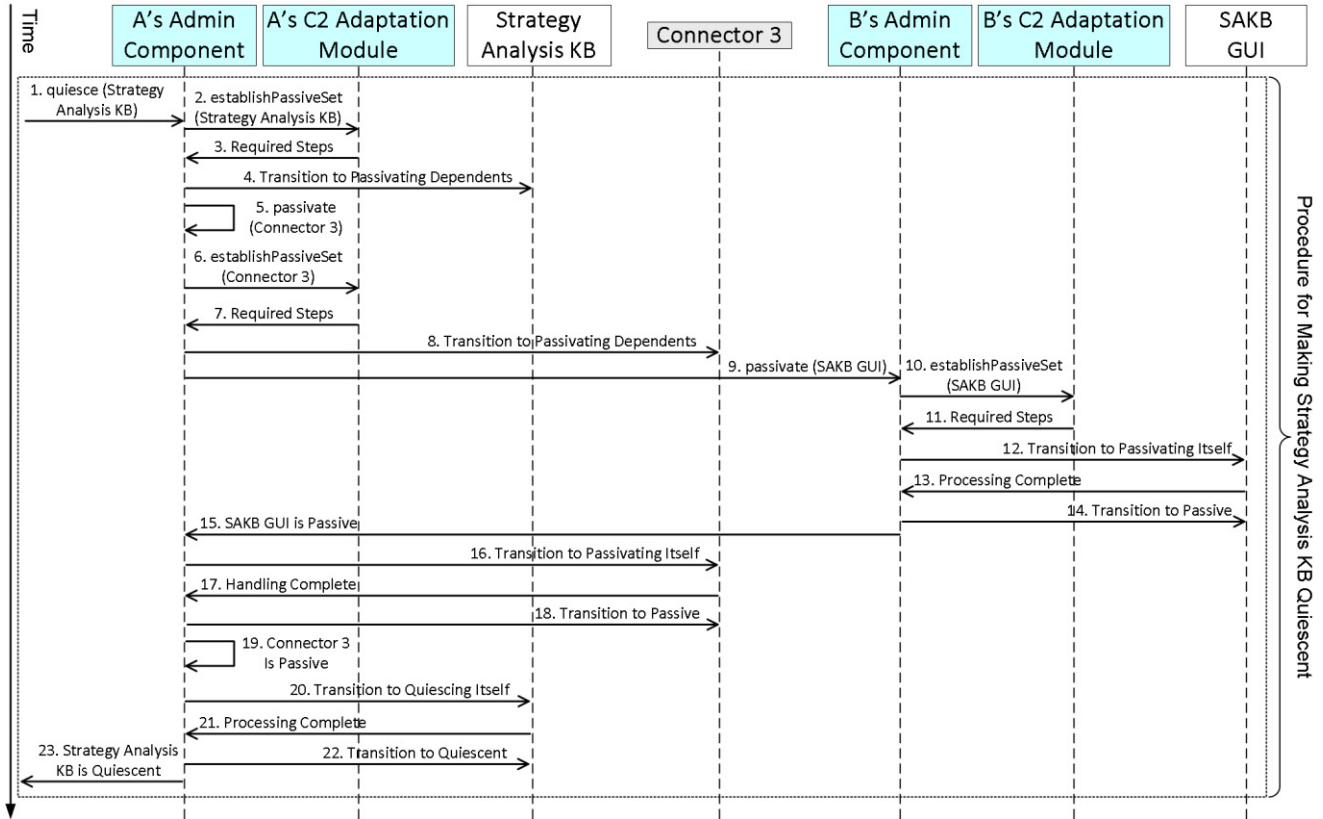 Time
A's Admin
Component
A's C2 Adaptation
Module
Strategy
Analysis KB
Connector 3
B's Admin
Component
B's C2 Adaptation
Module
SAKB
GUI
1. quiesce (Strategy
Analysis KB)
2. establishPassiveSet
(Strategy Analysis KB)
3. Required Steps
4. Transition to Passivating Dependents
5. passivate
(Connector 3)
6. establishPassiveSet
(Connector 3)
7. Required Steps
8. Transition to Passivating Dependents
9. passivate (SAKB GUI)
10. establishPassiveSet
(SAKB GUI)
11. Required Steps
12. Transition to Passivating Itself
13. Processing Complete
14. Transition to Passive
15. SAKB GUI is Passive
16. Transition to Passivating Itself
17. Handling Complete
18. Transition to Passive
19. Connector 3
Is Passive
20. Transition to Quiescing Itself
21. Processing Complete
22. Transition to Quiescent
23. Strategy Analysis
KB is Quiescent
Procedure for Making Strategy Analysis KB Quiescent